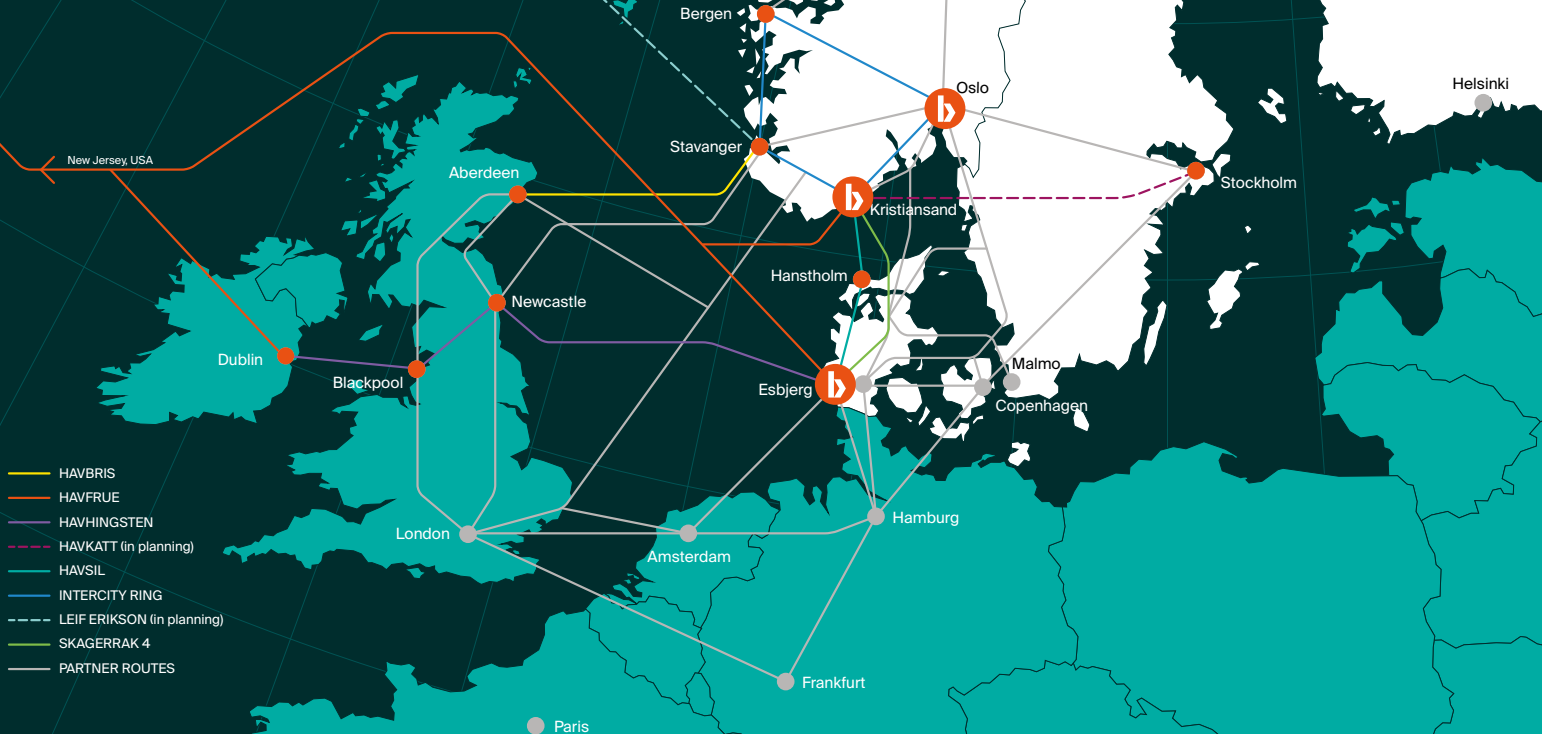 Bergen
Oslo
Helsinki
Stavanger
New Jersey, USA
Aberdeen
Stockholm
Kristiansand
Hanstholm
Newcastle
Dublin
Blackpool
Esbjerg
Malmo
Copenhagen
HAVBRIS
HAVFRUE
HAVHINGSTEN
HAVKATT (in planning)
HAVSIL
INTERCITY RING
LEIF ERIKSON (in planning)
SKAGERRAK 4
PARTNER ROUTES
London
Amsterdam
Hamburg
Frankfurt
Paris